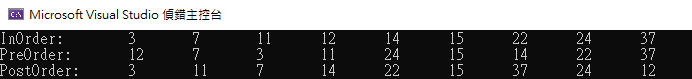 Microsoft Visual Studio 偵錯主控台
InOrder: 3 7 11 12 14 15 22 24 37
PreOrder: 12 7 3 11 24 15 14 22 37
PostOrder: 3 11 7 14 22 15 37 24 12